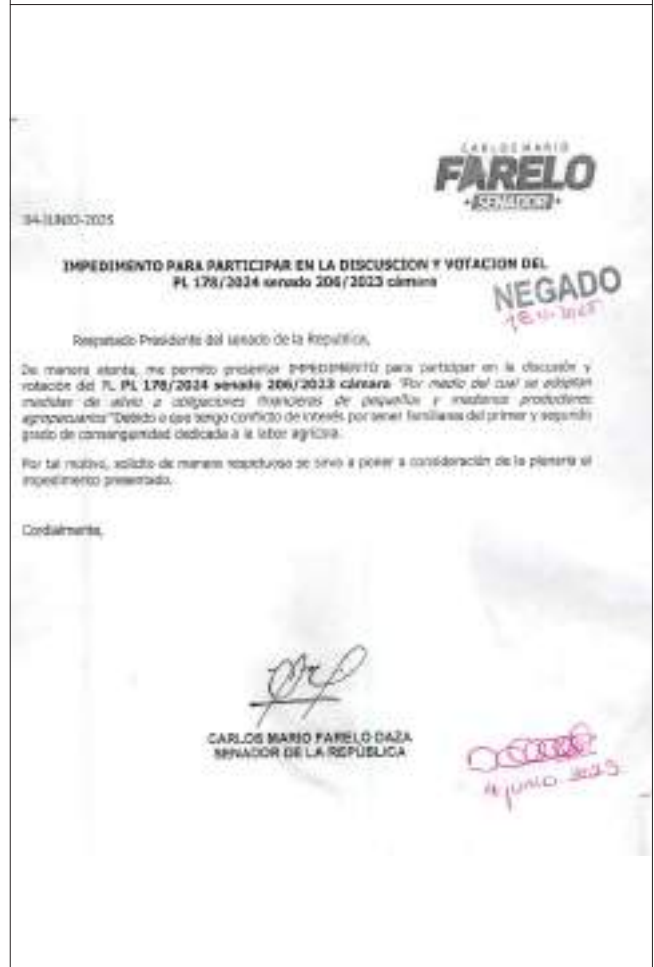 CARLOS MARIO
FARELO
SENADOR
04-JUNIO-2025
IMPEDIMENTO PARA PARTICIPAR EN LA DISCUSCION Y VOTACION DEL
PL 178/2024 senado 206/2023 cámara
NEGADO
Respetado Presidente del senado de la República,
De manera atenta, me permito presentar IMPEDIMENTO para participar en la discusión y
votación del PL PL 178/2024 senado 206/2023 cámara "Por medio del cual se adoptan
medidas de alivio a obligaciones financieras de pequeños y medianos productores
agropecuarios" Debido a que tengo conflicto de interés por tener familiares del primer y segundo
grado de consanguinidad dedicada a la labor agrícola.
Por tal motivo, solicito de manera respetuosa se sirva a poner a consideración de la plenaria el
impedimento presentado.
Cordialmente,
CARLOS MARIO FARELO DAZA
SENADOR DE LA REPÚBLICA
4 junio